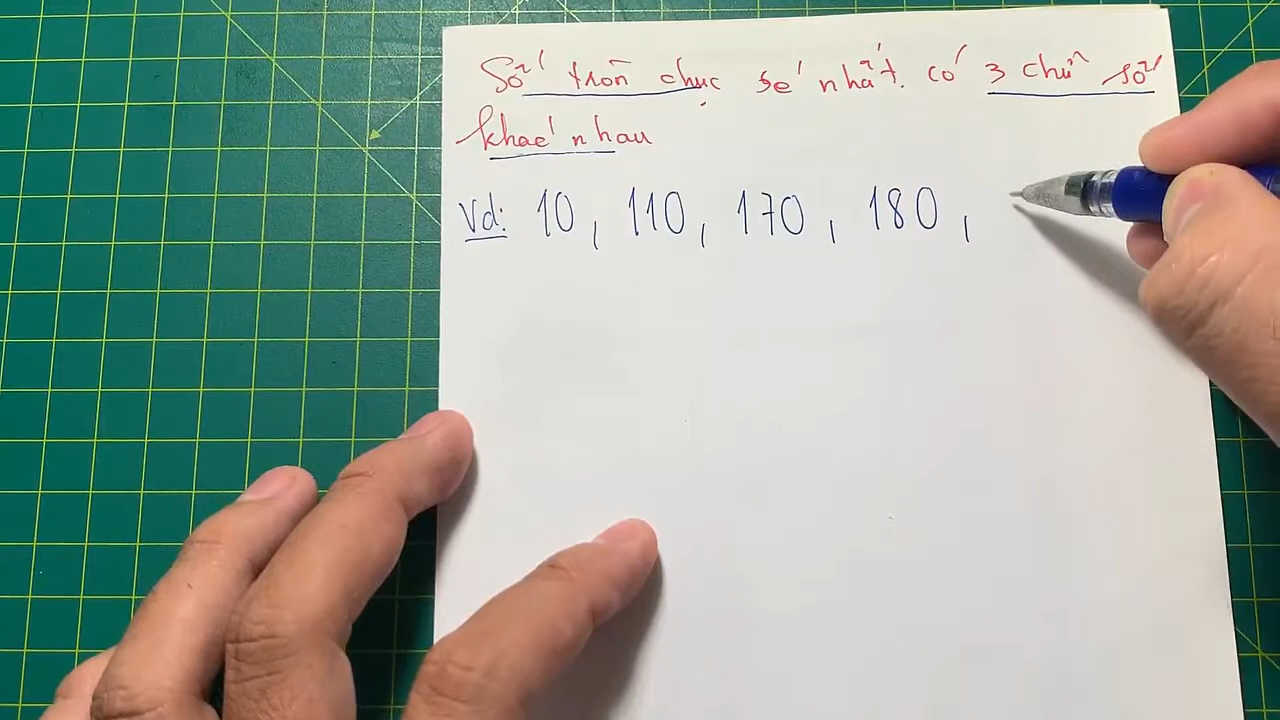 Số tròn chục bé nhất có 3 chữ số
khác nhau
Vd: 10, 110, 170, 180,